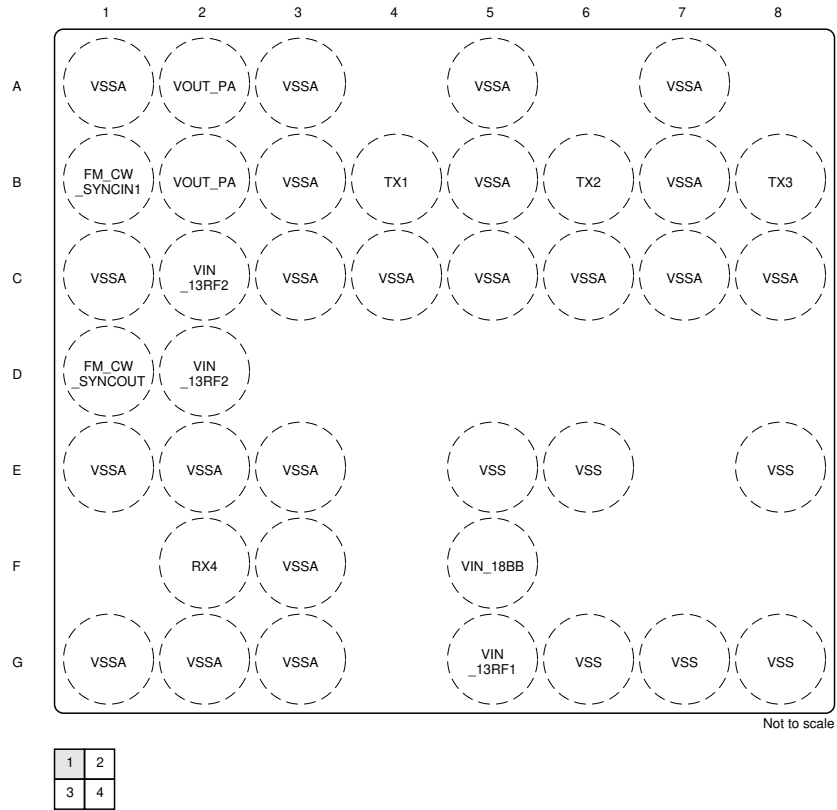 1 2 3 4 5 6 7 8
A VSSA VOUT_PA VSSA VSSA VSSA
B FM_CW
_SYNCIN1 VOUT_PA VSSA TX1 VSSA TX2 VSSA TX3
C VSSA VIN
_13RF2 VSSA VSSA VSSA VSSA VSSA VSSA
D FM_CW
_SYNCOUT VIN
_13RF2
E VSSA VSSA VSSA VSS VSS VSS
F RX4 VSSA VIN_18BB
G VSSA VSSA VSSA VIN
_13RF1 VSS VSS VSS
Not to scale
1 2
3 4